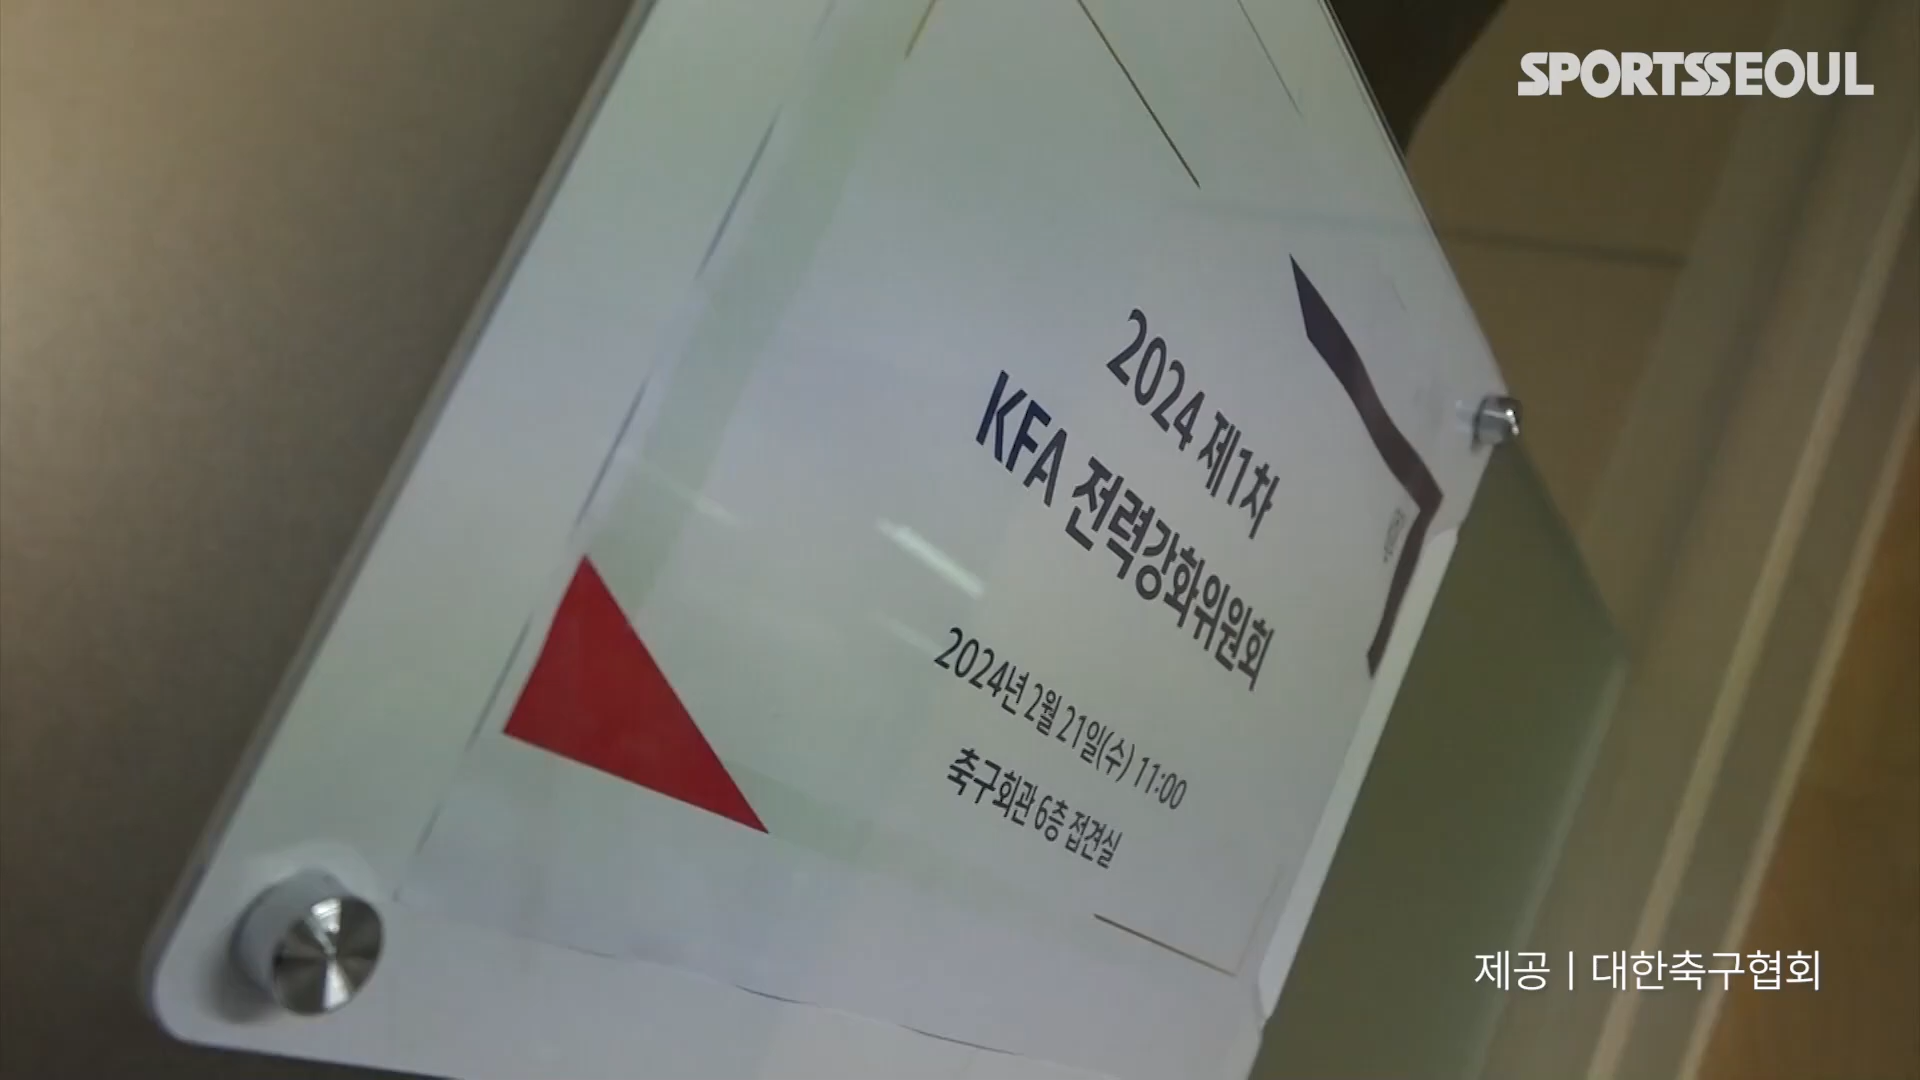 SPORTSSEOUL
2024 제1차
KFA 전력강화위원회
2024년 2월 21일(수) 11:00
축구회관 6층 접견실
제공 | 대한축구협회